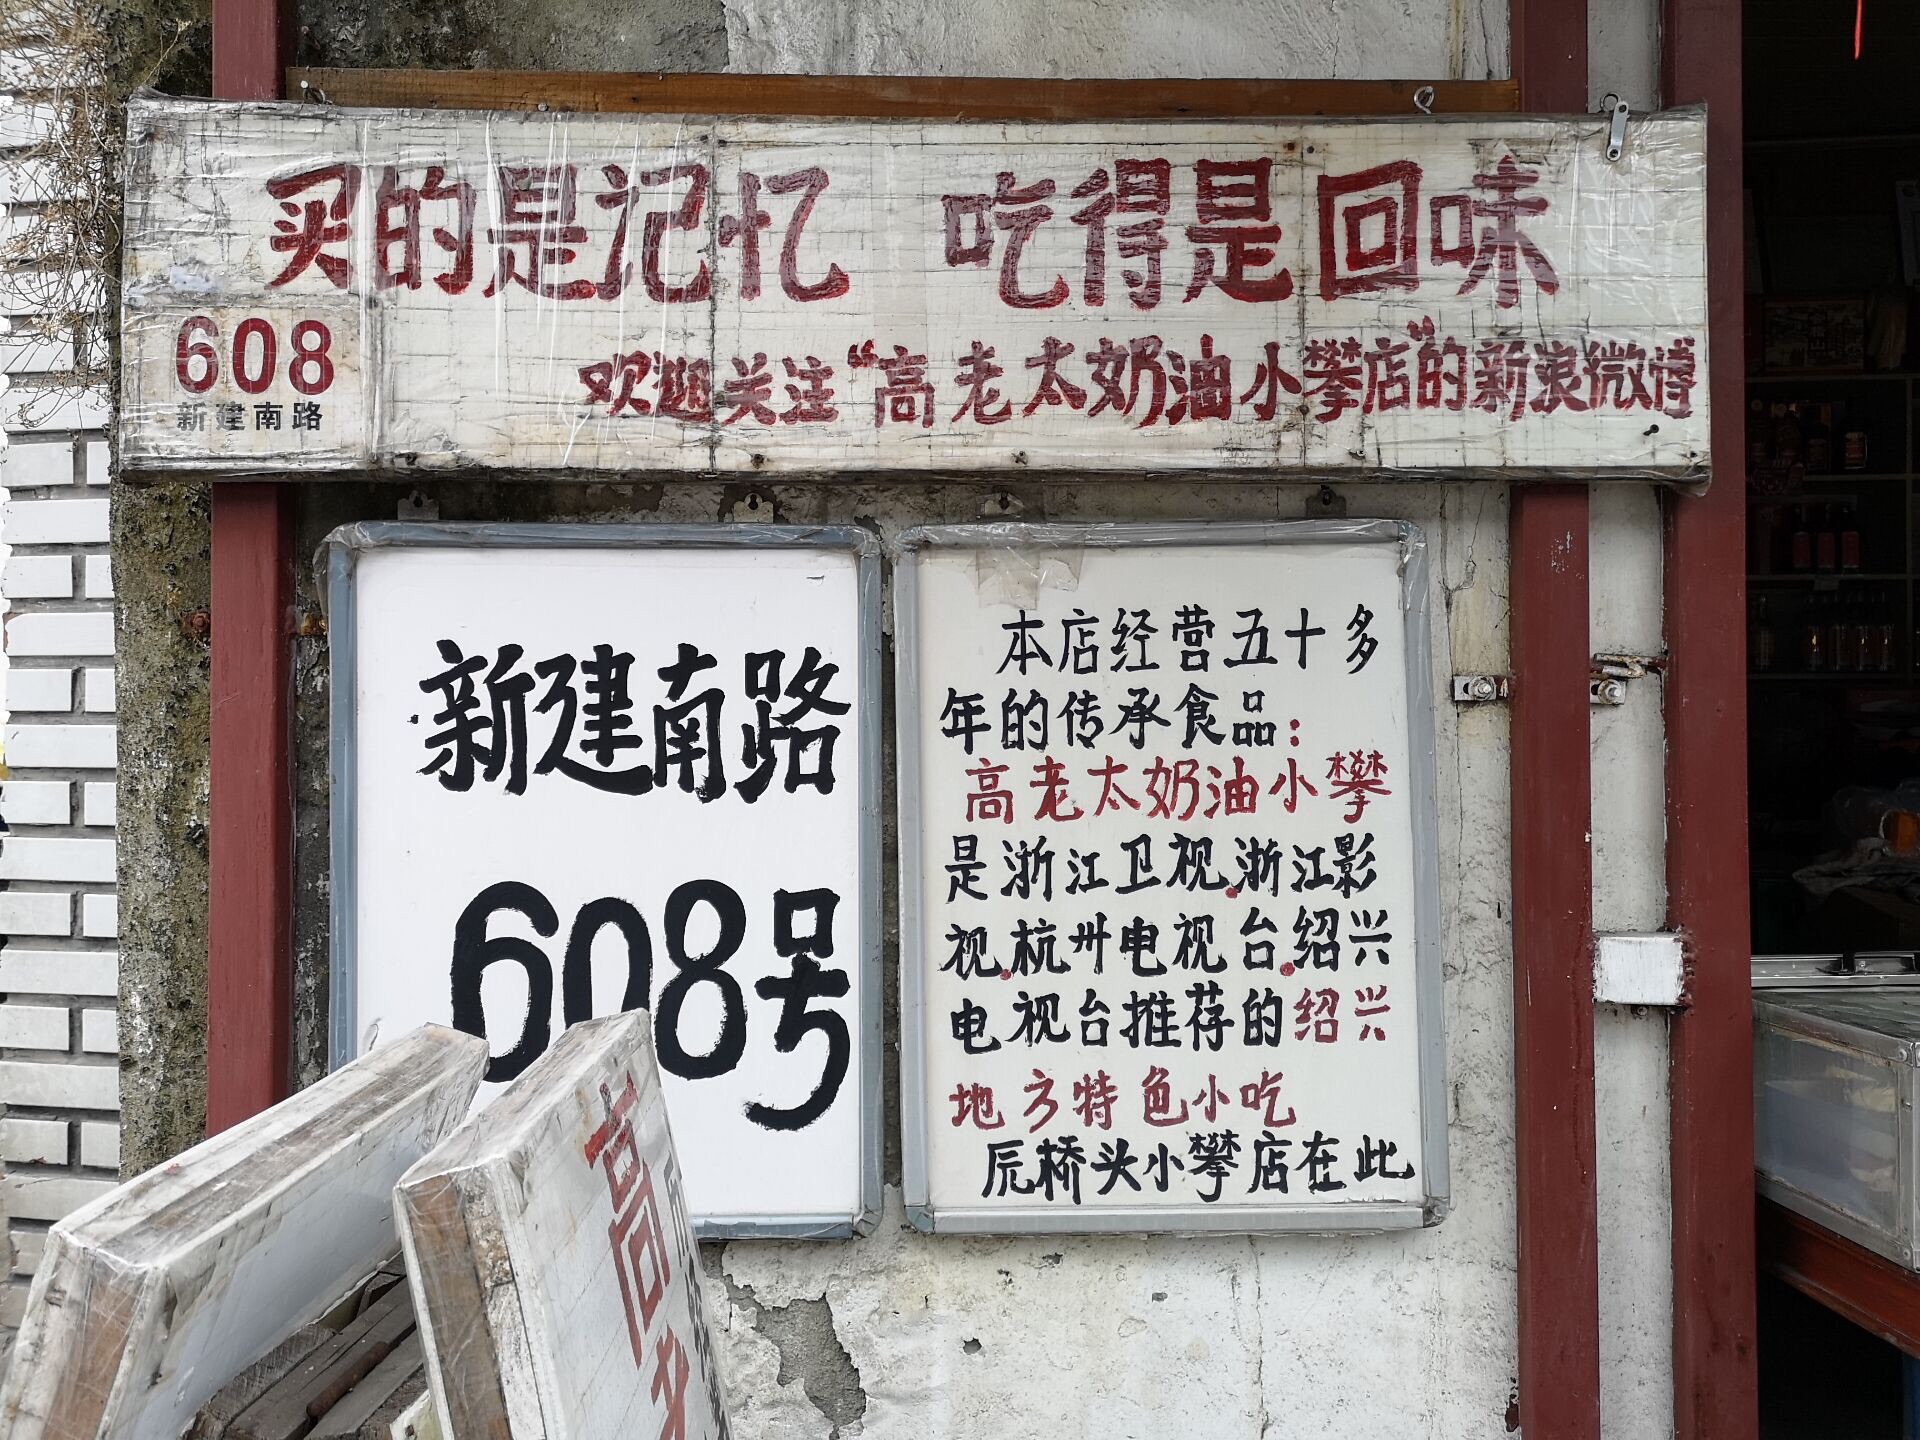 买的是记忆 吃得是回味
608
新建南路
欢迎关注“高老太奶油小攀店”的新浪微博
新建南路
608号
本店经营五十多
年的传承食品：
高老太奶油小攀
是浙江卫视.浙江影
视.杭州电视台.绍兴
电视台推荐的绍兴
地方特色小吃
辰桥头小攀店在此
高老